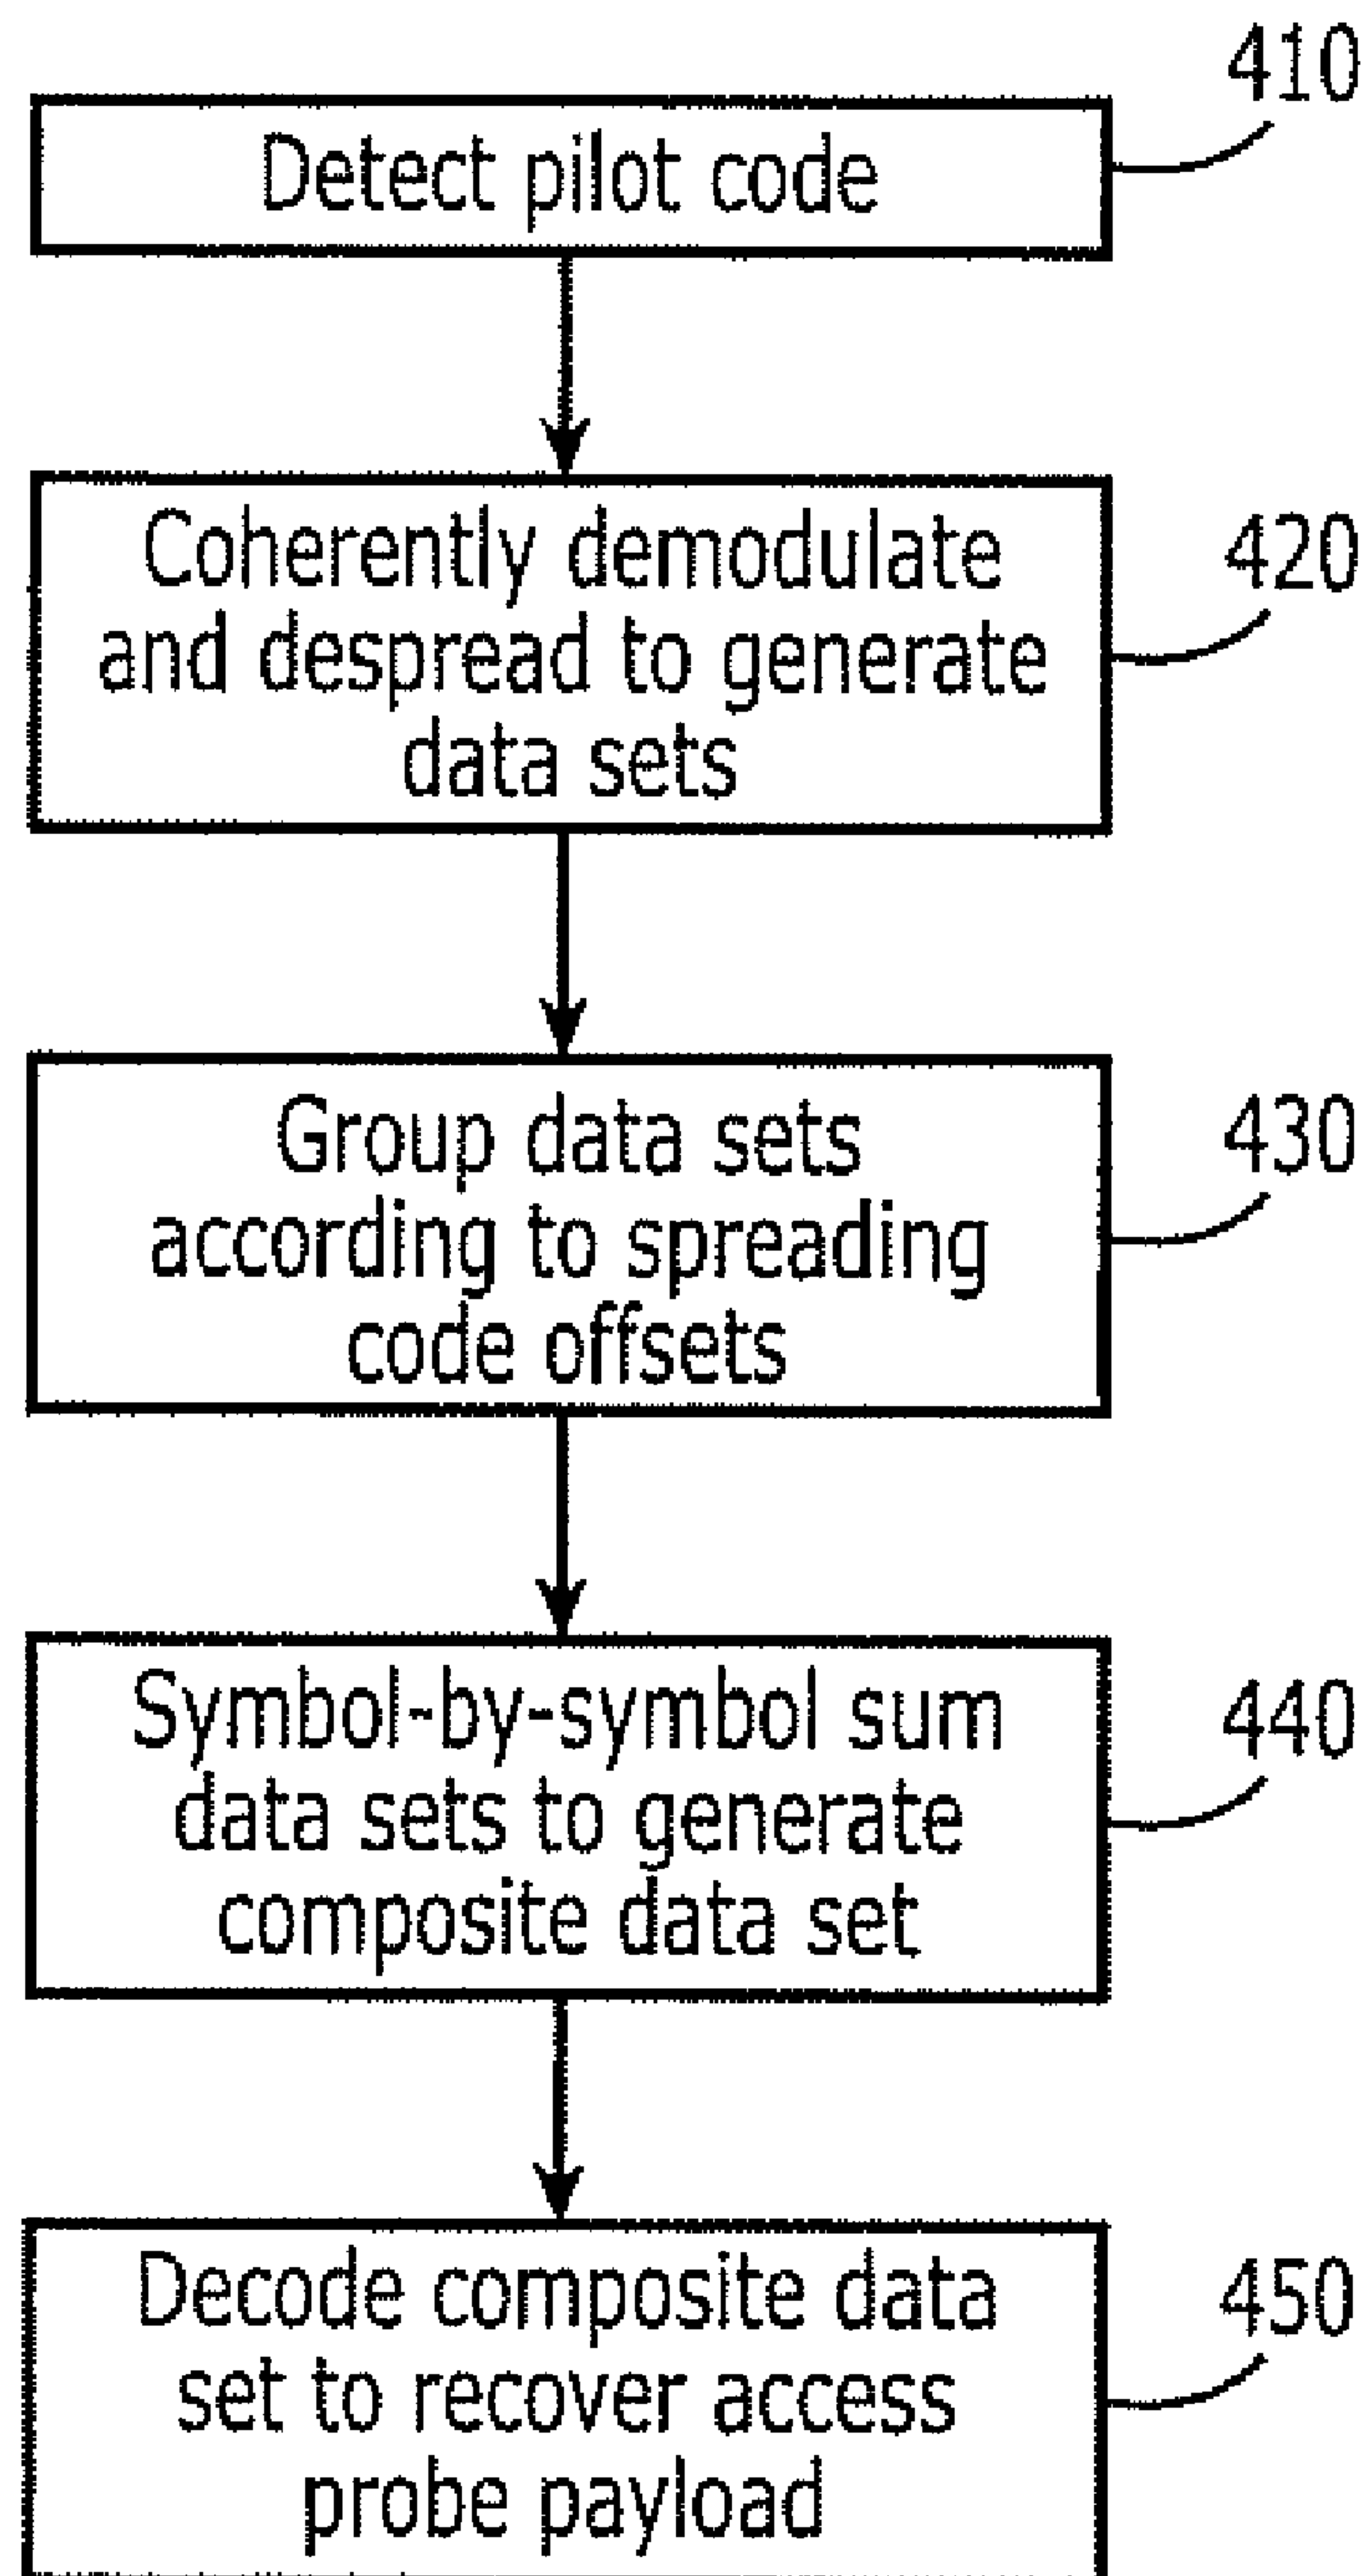 410
Detect pilot code
Coherently demodulate
and despread to generate
data sets
420
Group data sets
according to spreading
code offsets
430
Symbol-by-symbol sum
data sets to generate
composite data set
440
Decode composite data
set to recover access
probe payload
450